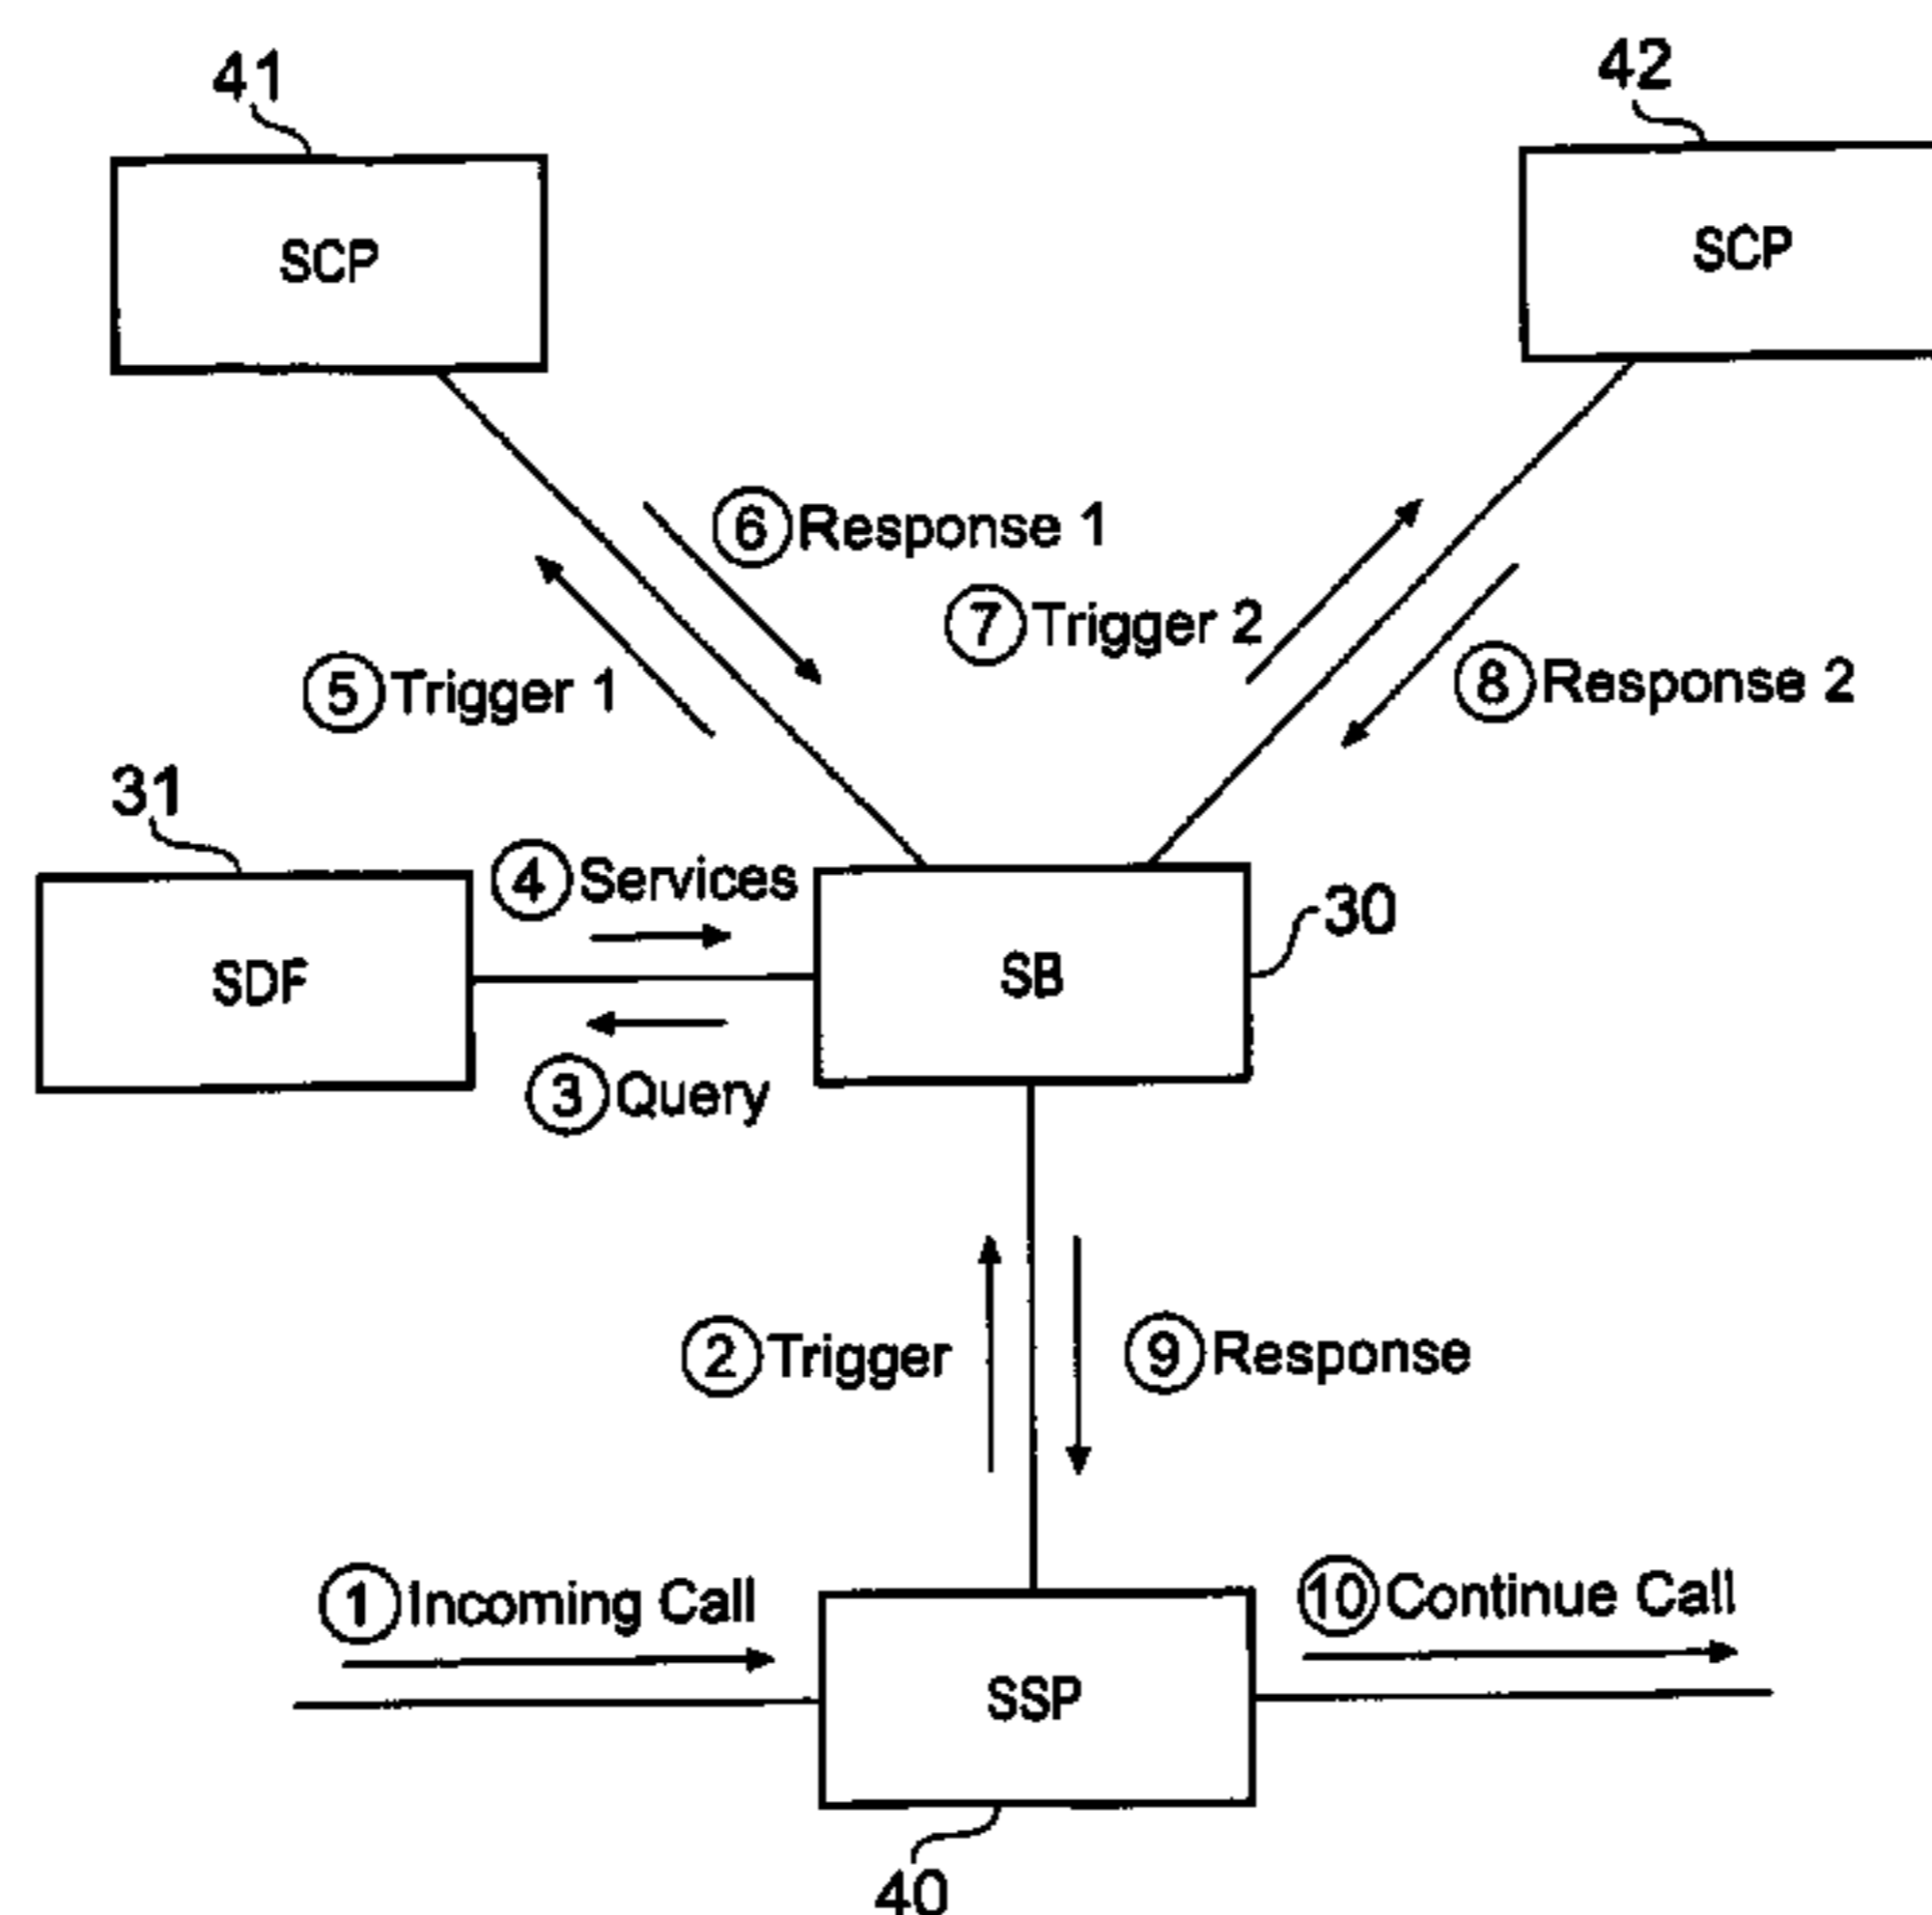 41
42
SCP
SCP
⑥ Response 1
⑦ Trigger 2
⑤ Trigger 1
⑧ Response 2
31
④ Services
30
SDF
SB
③ Query
② Trigger
⑨ Response
① Incoming Call
⑩ Continue Call
SSP
40